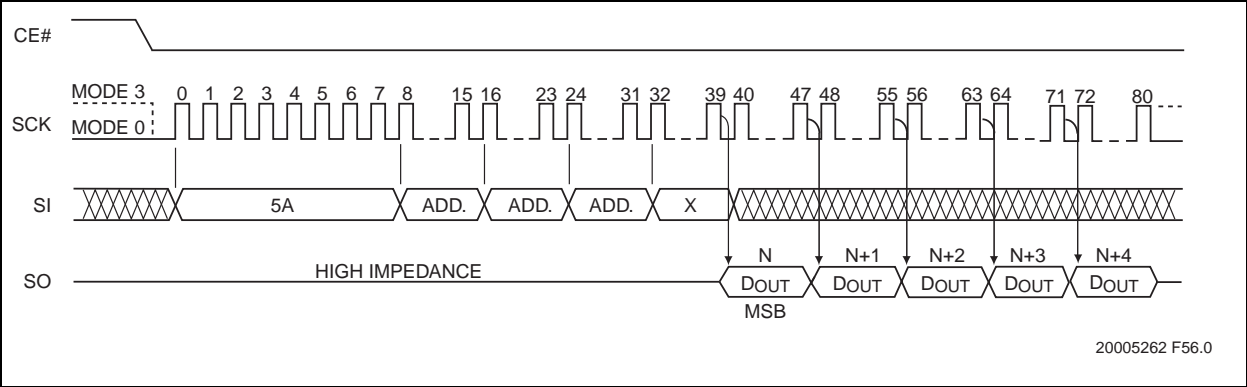 CE#
MODE 3
0 1 2 3 4 5 6 7 8 15 16 23 24 31 32 39 40 47 48 55 56 63 64 71 72 80
SCK
MODE 0
SI
5A ADD. ADD. ADD. X
N N+1 N+2 N+3 N+4
SO
HIGH IMPEDANCE
DOUT DOUT DOUT DOUT DOUT
MSB
20005262 F56.0